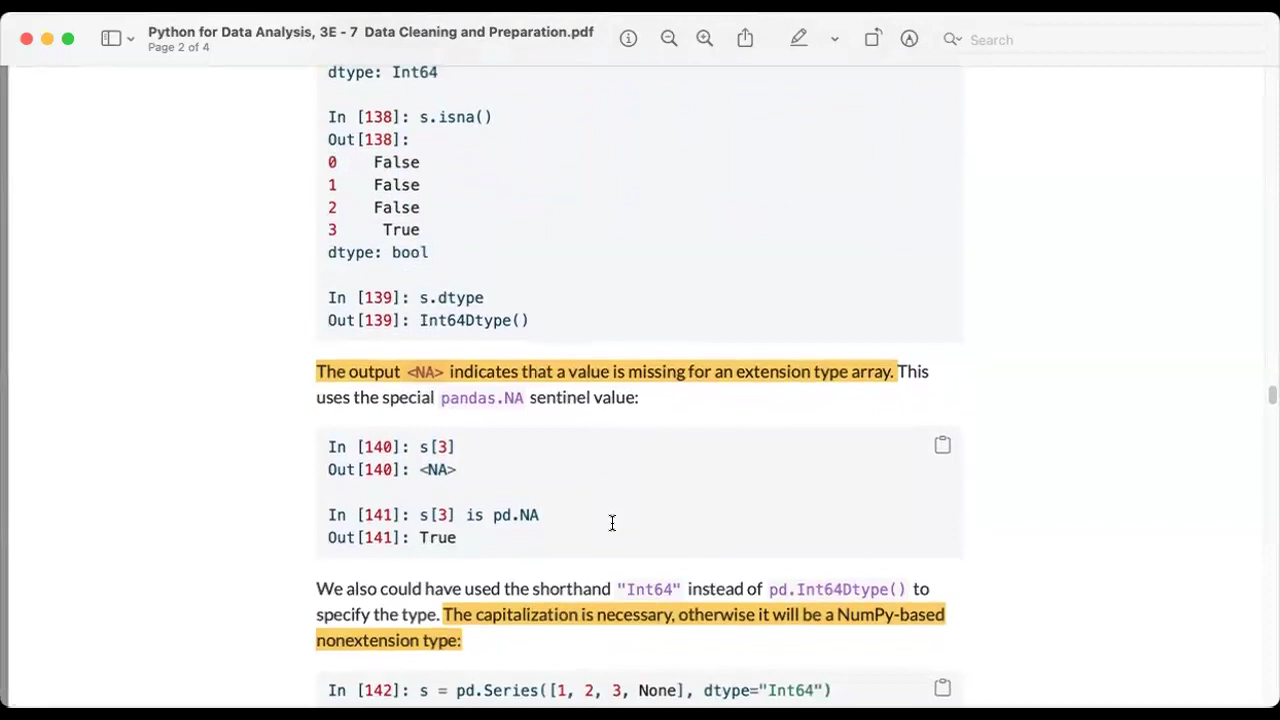 Python for Data Analysis, 3E - 7 Data Cleaning and Preparation.pdf
Page 2 of 4
Search
dtype: Int64
In [138]: s.isna()
Out[138]:
0    False
1    False
2    False
3     True
dtype: bool
In [139]: s.dtype
Out[139]: Int64Dtype()
The output <NA> indicates that a value is missing for an extension type array. This
uses the special pandas.NA sentinel value:
In [140]: s[3]
Out[140]: <NA>
In [141]: s[3] is pd.NA
Out[141]: True
We also could have used the shorthand "Int64" instead of pd.Int64Dtype() to
specify the type. The capitalization is necessary, otherwise it will be a NumPy-based
nonextension type:
In [142]: s = pd.Series([1, 2, 3, None], dtype="Int64")